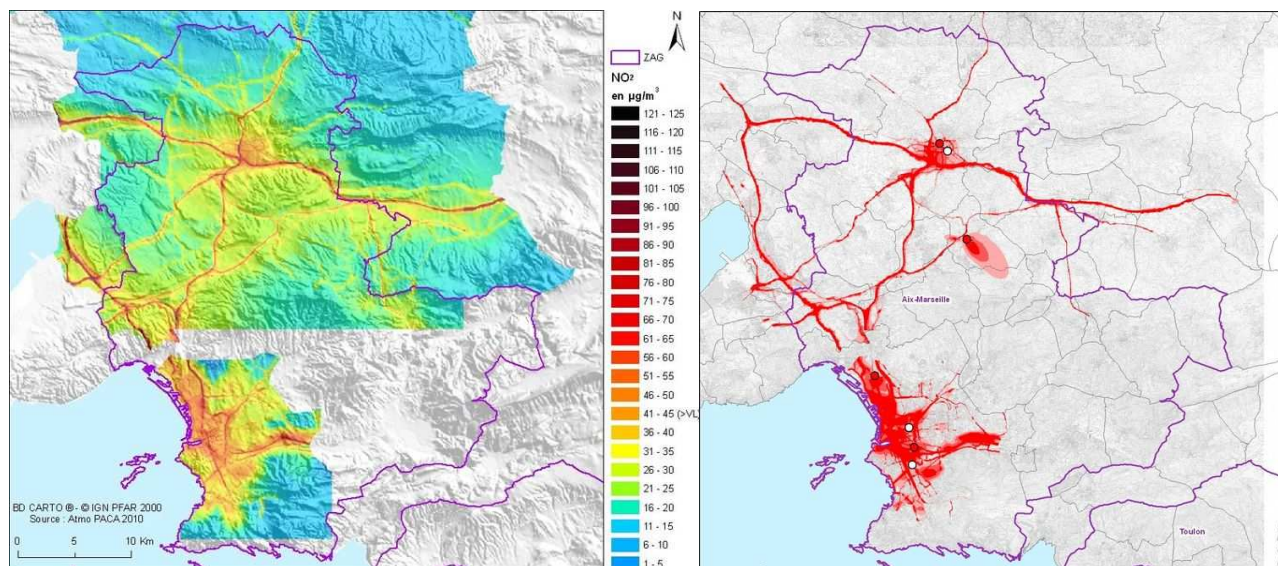 N
ZAG
NO²
en µg/m³
121 - 125
116 - 120
111 - 115
106 - 110
101 - 105
96 - 100
91 - 95
86 - 90
81 - 85
76 - 80
71 - 75
66 - 70
61 - 65
56 - 60
51 - 55
46 - 50
41 - 45 (>VL)
36 - 40
31 - 35
26 - 30
21 - 25
16 - 20
11 - 15
6 - 10
1 - 5
BD CARTO ® - © IGN PFAR 2000
Source : Atmo PACA 2010
0 5 10 Km
Aix-Marseille
Toulon